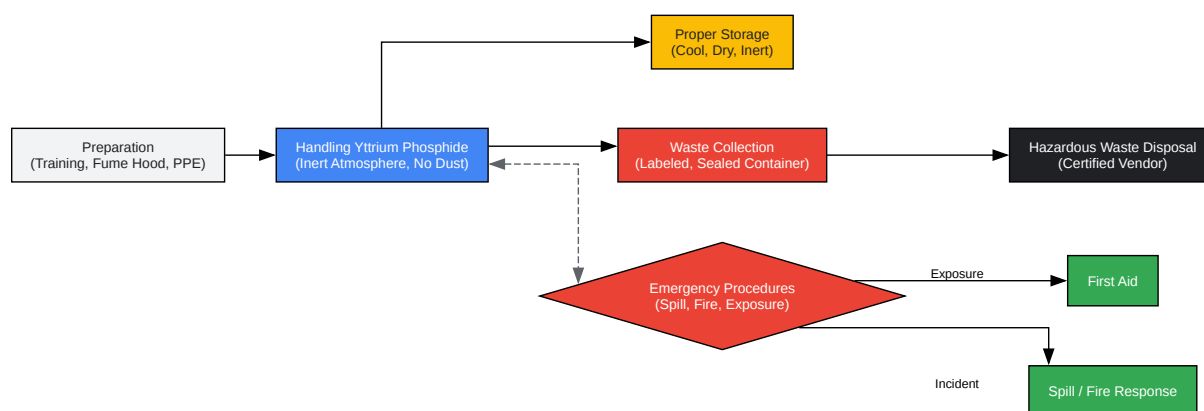 Proper Storage
(Cool, Dry, Inert)
Preparation
(Training, Fume Hood, PPE)
Handling Yttrium Phosphide
(Inert Atmosphere, No Dust)
Waste Collection
(Labeled, Sealed Container)
Hazardous Waste Disposal
(Certified Vendor)
Emergency Procedures
(Spill, Fire, Exposure)
Exposure
First Aid
Incident
Spill / Fire Response